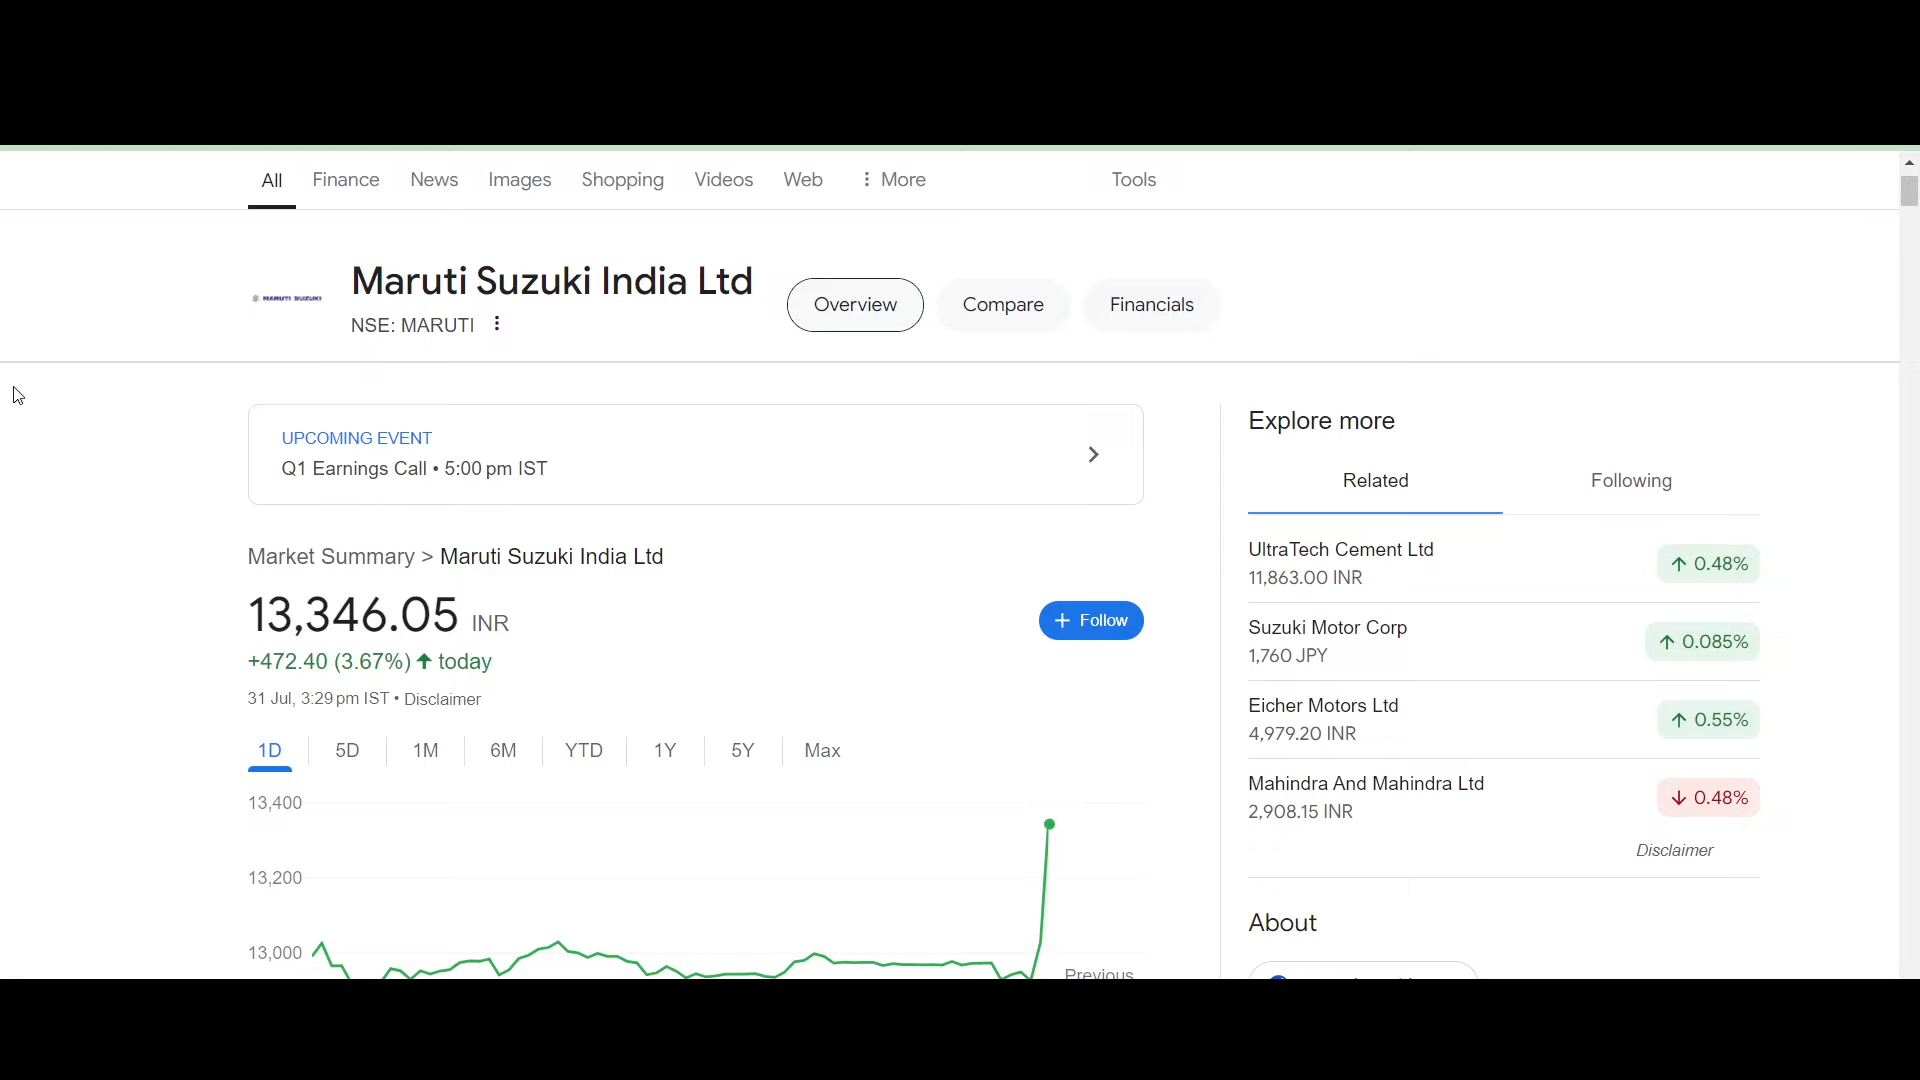 All Finance News Images Shopping Videos Web More Tools
MARUTI SUZUKI
Maruti Suzuki India Ltd
NSE: MARUTI
Overview Compare Financials
UPCOMING EVENT
Q1 Earnings Call • 5:00 pm IST
Market Summary > Maruti Suzuki India Ltd
13,346.05 INR
+ Follow
+472.40 (3.67%) today
31 Jul, 3:29 pm IST • Disclaimer
1D 5D 1M 6M YTD 1Y 5Y Max
13,400
13,200
13,000
Previous
Explore more
Related Following
UltraTech Cement Ltd
11,863.00 INR
↑ 0.48%
Suzuki Motor Corp
1,760 JPY
↑ 0.085%
Eicher Motors Ltd
4,979.20 INR
↑ 0.55%
Mahindra And Mahindra Ltd
2,908.15 INR
↓ 0.48%
Disclaimer
About